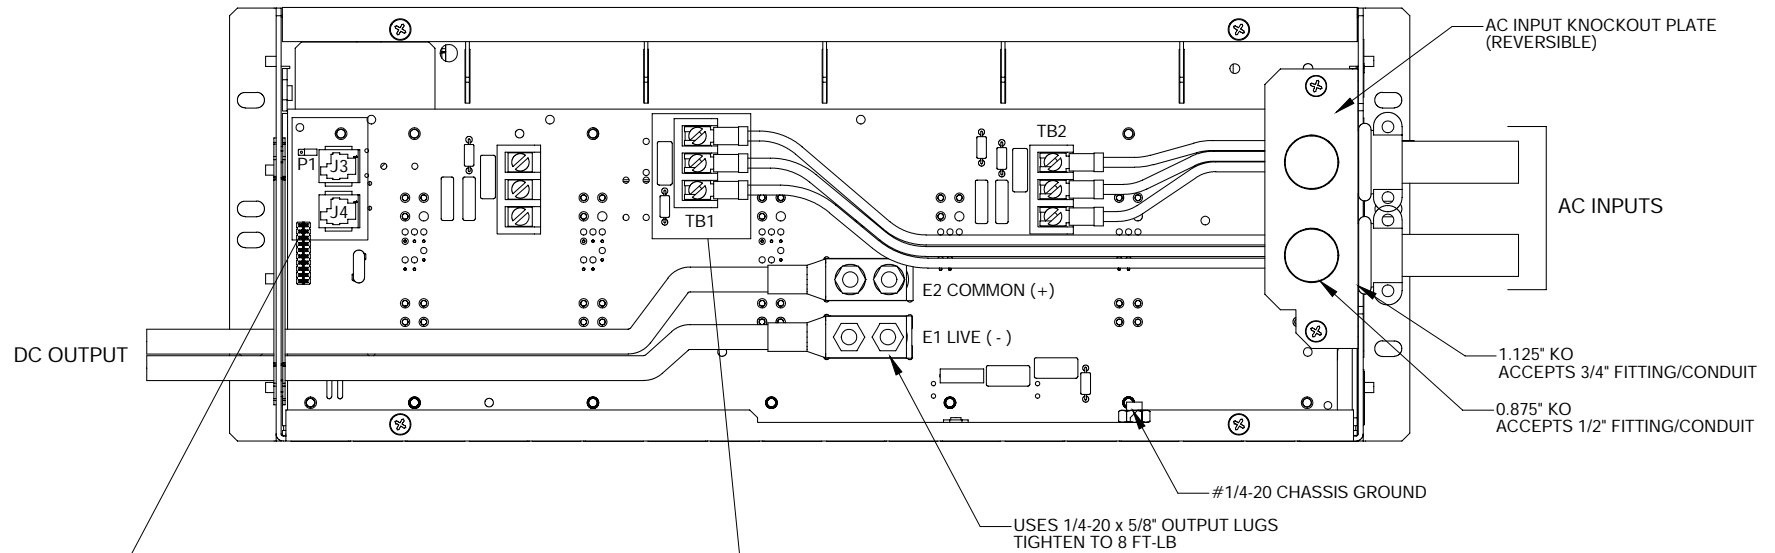 AC INPUT KNOCKOUT PLATE
(REVERSIBLE)
TB2
P1
J3
J4
TB1
AC INPUTS
E2 COMMON (+)
E1 LIVE ( - )
DC OUTPUT
1.125" KO
ACCEPTS 3/4" FITTING/CONDUIT
0.875" KO
ACCEPTS 1/2" FITTING/CONDUIT
#1/4-20 CHASSIS GROUND
USES 1/4-20 x 5/8" OUTPUT LUGS
TIGHTEN TO 8 FT-LB